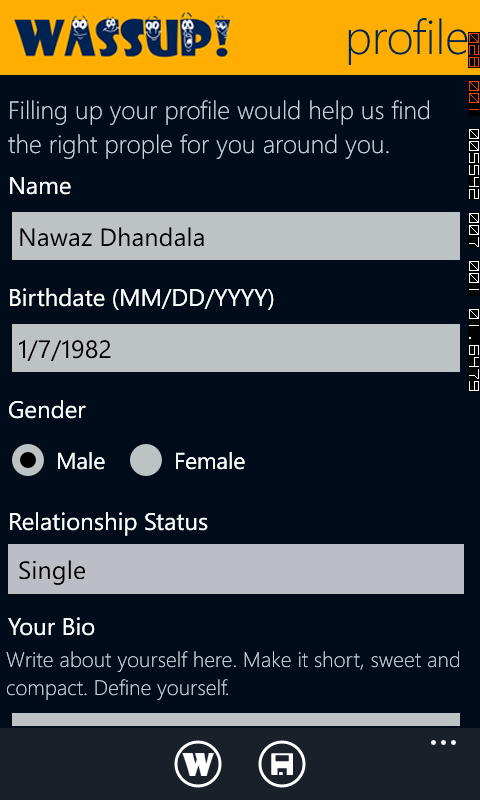 WASSUP!
profile
Filling up your profile would help us find
the right prople for you around you.
Name
Nawaz Dhandala
Birthdate (MM/DD/YYYY)
1/7/1982
Gender
Male Female
Relationship Status
Single
Your Bio
Write about yourself here. Make it short, sweet and
compact. Define yourself.
W
028 001 005542 007 001 01.6479